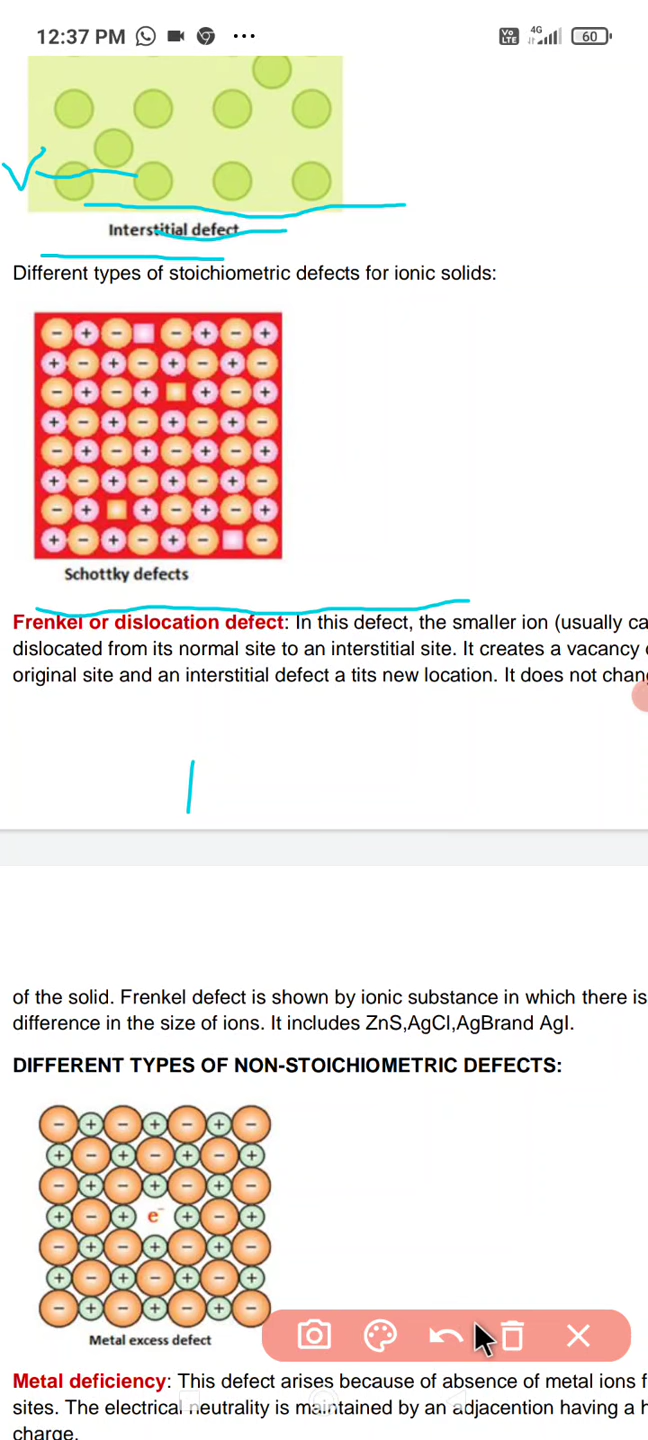 12:37 PM
Vo LTE 4G 60
Interstitial defect
Different types of stoichiometric defects for ionic solids:
- + - - + - +
+ - + - + - + -
- + - + + - +
+ - + - + - + -
- + - + - + - +
+ - + - + - + -
- + + - + - +
+ - + - + - -
Schottky defects
Frenkel or dislocation defect: In this defect, the smaller ion (usually ca
dislocated from its normal site to an interstitial site. It creates a vacancy
original site and an interstitial defect a tits new location. It does not chan
of the solid. Frenkel defect is shown by ionic substance in which there is
difference in the size of ions. It includes ZnS,AgCl,AgBrand AgI.
DIFFERENT TYPES OF NON-STOICHIOMETRIC DEFECTS:
- + - + - + -
+ - + - + - +
- + - + - + -
+ - + e- + - +
- + - + - + -
+ - + - + - +
- + - + - + -
Metal excess defect
Metal deficiency: This defect arises because of absence of metal ions f
sites. The electrical neutrality is maintained by an adjacention having a h
charge.